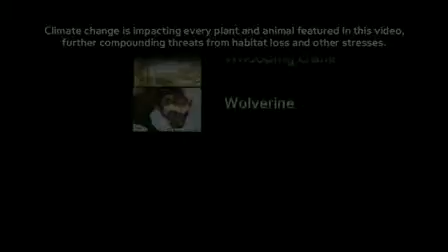 Climate change is impacting every plant and animal featured in this video,
further compounding threats from habitat loss and other stresses.
Wolverine